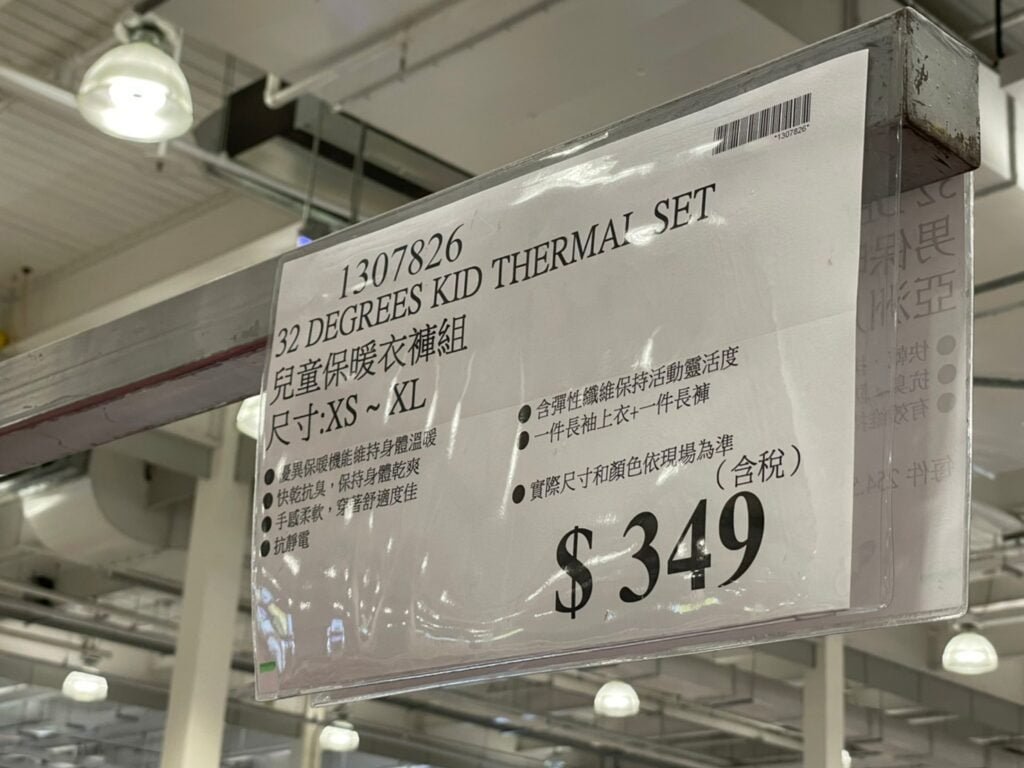 *1307826*
1307826
32 DEGREES KID THERMAL SET
兒童保暖衣褲組
尺寸:XS ~ XL
● 優異保暖機能維持身體溫暖
● 快乾抗臭，保持身體乾爽
● 手感柔軟，穿著舒適度佳
● 抗靜電
● 含彈性纖維保持活動靈活度
● 一件長袖上衣+一件長褲
● 實際尺寸和顏色依現場為準
（含稅）
$ 349